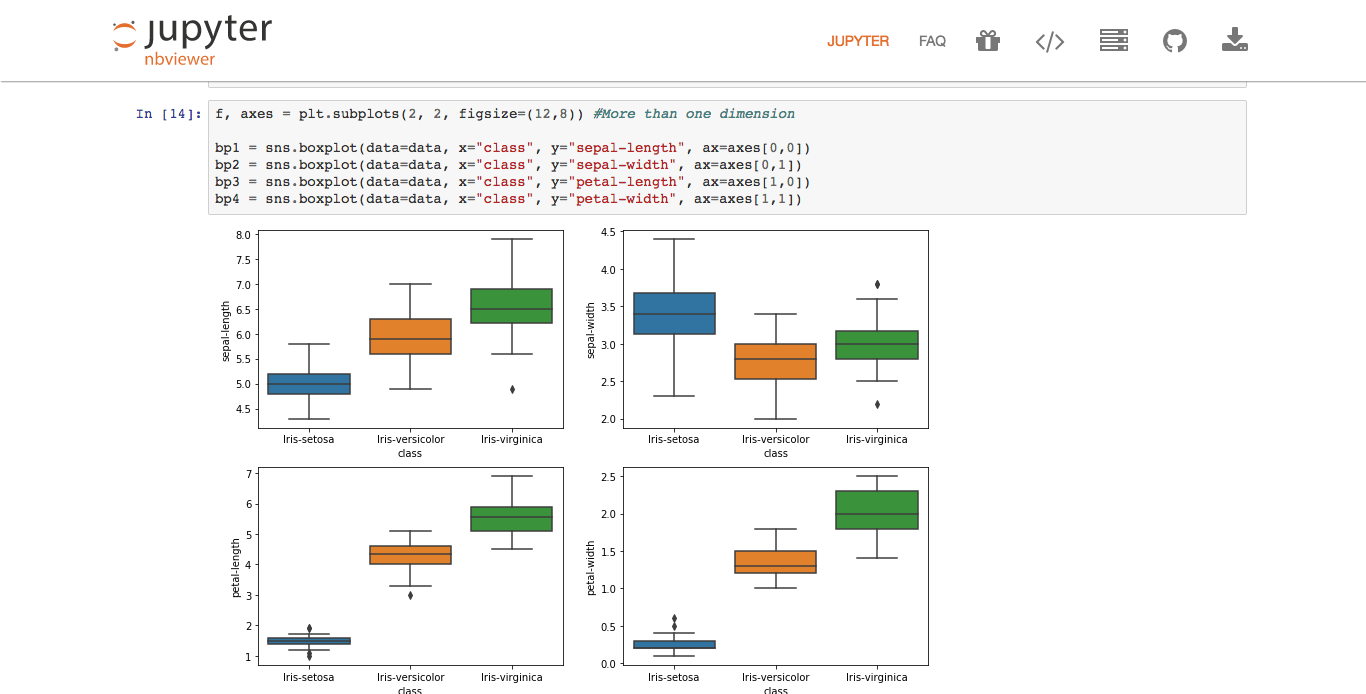 jupyter
nbviewer
JUPYTER FAQ </>
In [14]: f, axes = plt.subplots(2, 2, figsize=(12,8)) #More than one dimension
bp1 = sns.boxplot(data=data, x="class", y="sepal-length", ax=axes[0,0])
bp2 = sns.boxplot(data=data, x="class", y="sepal-width", ax=axes[0,1])
bp3 = sns.boxplot(data=data, x="class", y="petal-length", ax=axes[1,0])
bp4 = sns.boxplot(data=data, x="class", y="petal-width", ax=axes[1,1])
8.0
7.5
7.0
6.5
6.0
5.5
5.0
4.5
sepal-length
Iris-setosa Iris-versicolor Iris-virginica
class
4.5
4.0
3.5
3.0
2.5
2.0
sepal-width
Iris-setosa Iris-versicolor Iris-virginica
class
7
6
5
4
3
2
1
petal-length
Iris-setosa Iris-versicolor Iris-virginica
class
2.5
2.0
1.5
1.0
0.5
0.0
petal-width
Iris-setosa Iris-versicolor Iris-virginica
class